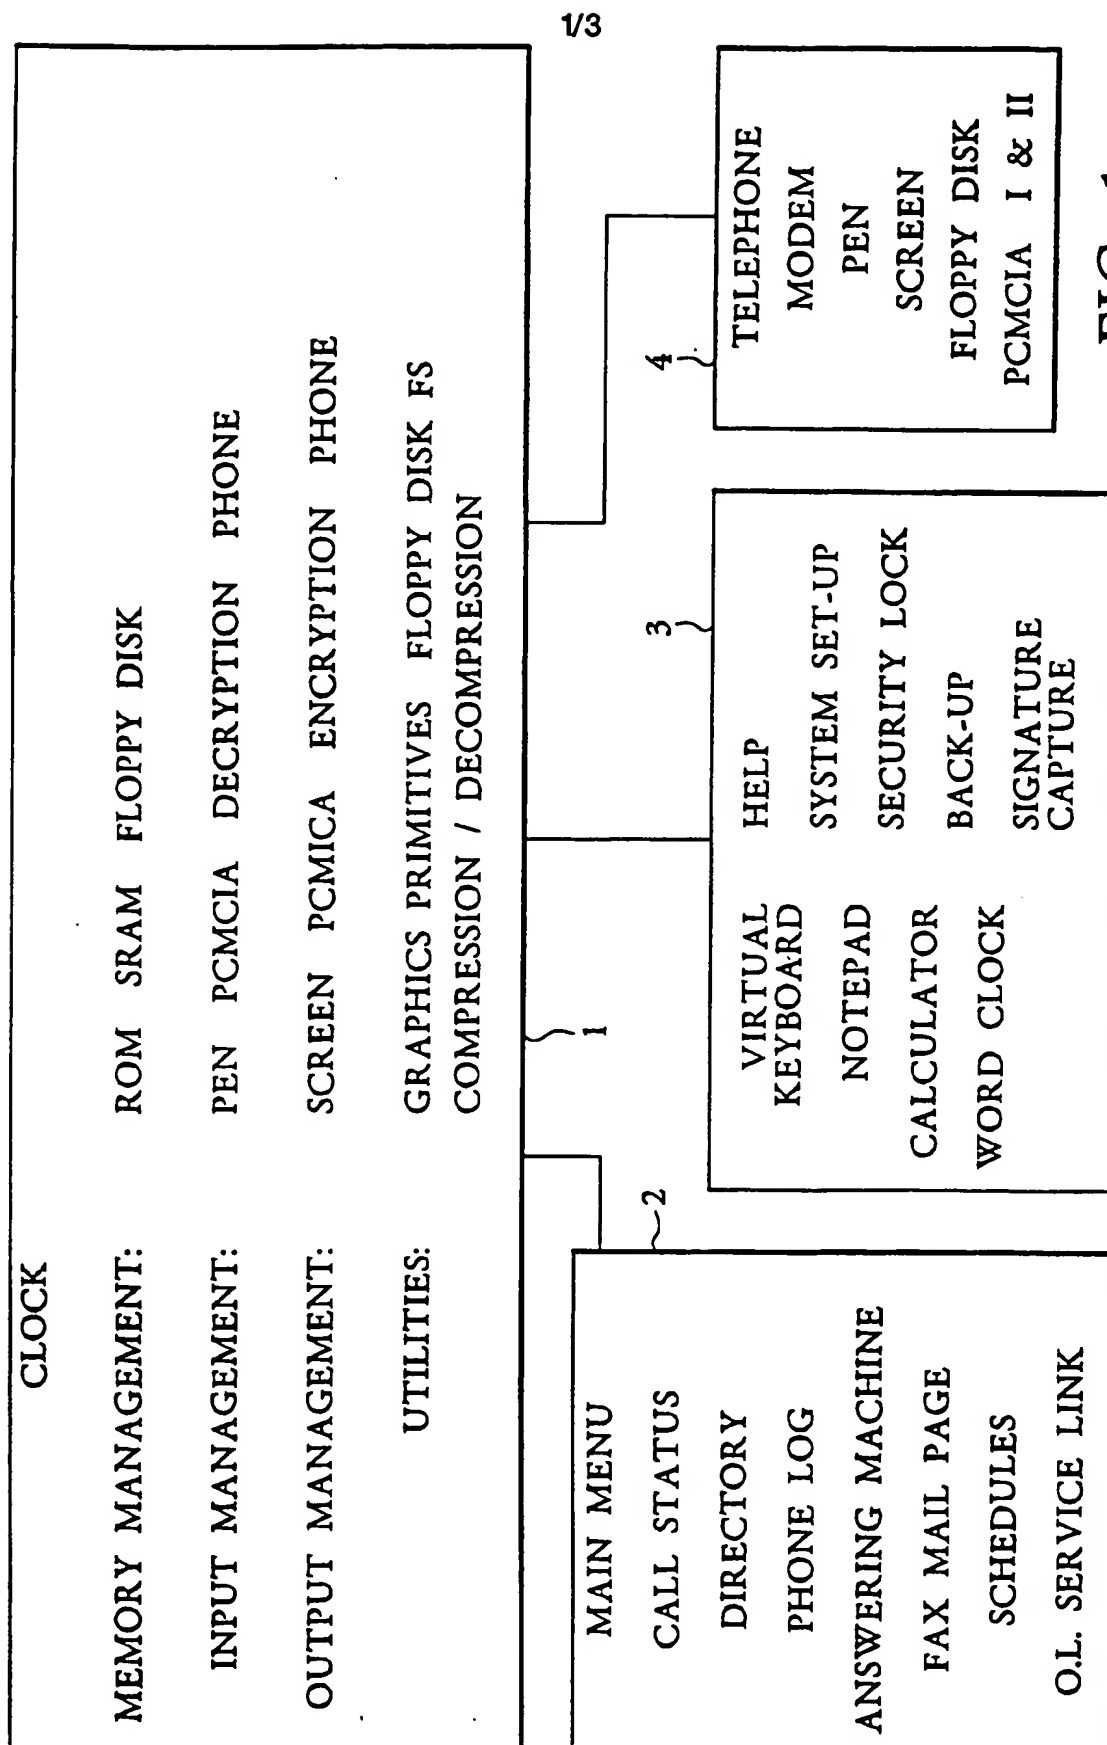 1/3
CLOCK
MEMORY MANAGEMENT: ROM SRAM FLOPPY DISK
INPUT MANAGEMENT: PEN PCMCIA DECRYPTION PHONE
OUTPUT MANAGEMENT: SCREEN PCMICA ENCRYPTION PHONE
UTILITIES: GRAPHICS PRIMITIVES FLOPPY DISK FS
COMPRESSION / DECOMPRESSION
1
2
MAIN MENU
CALL STATUS
DIRECTORY
PHONE LOG
ANSWERING MACHINE
FAX MAIL PAGE
SCHEDULES
O.L. SERVICE LINK
3
VIRTUAL
KEYBOARD
NOTEPAD
CALCULATOR
WORD CLOCK
HELP
SYSTEM SET-UP
SECURITY LOCK
BACK-UP
SIGNATURE
CAPTURE
4
TELEPHONE
MODEM
PEN
SCREEN
FLOPPY DISK
PCMCIA I & II